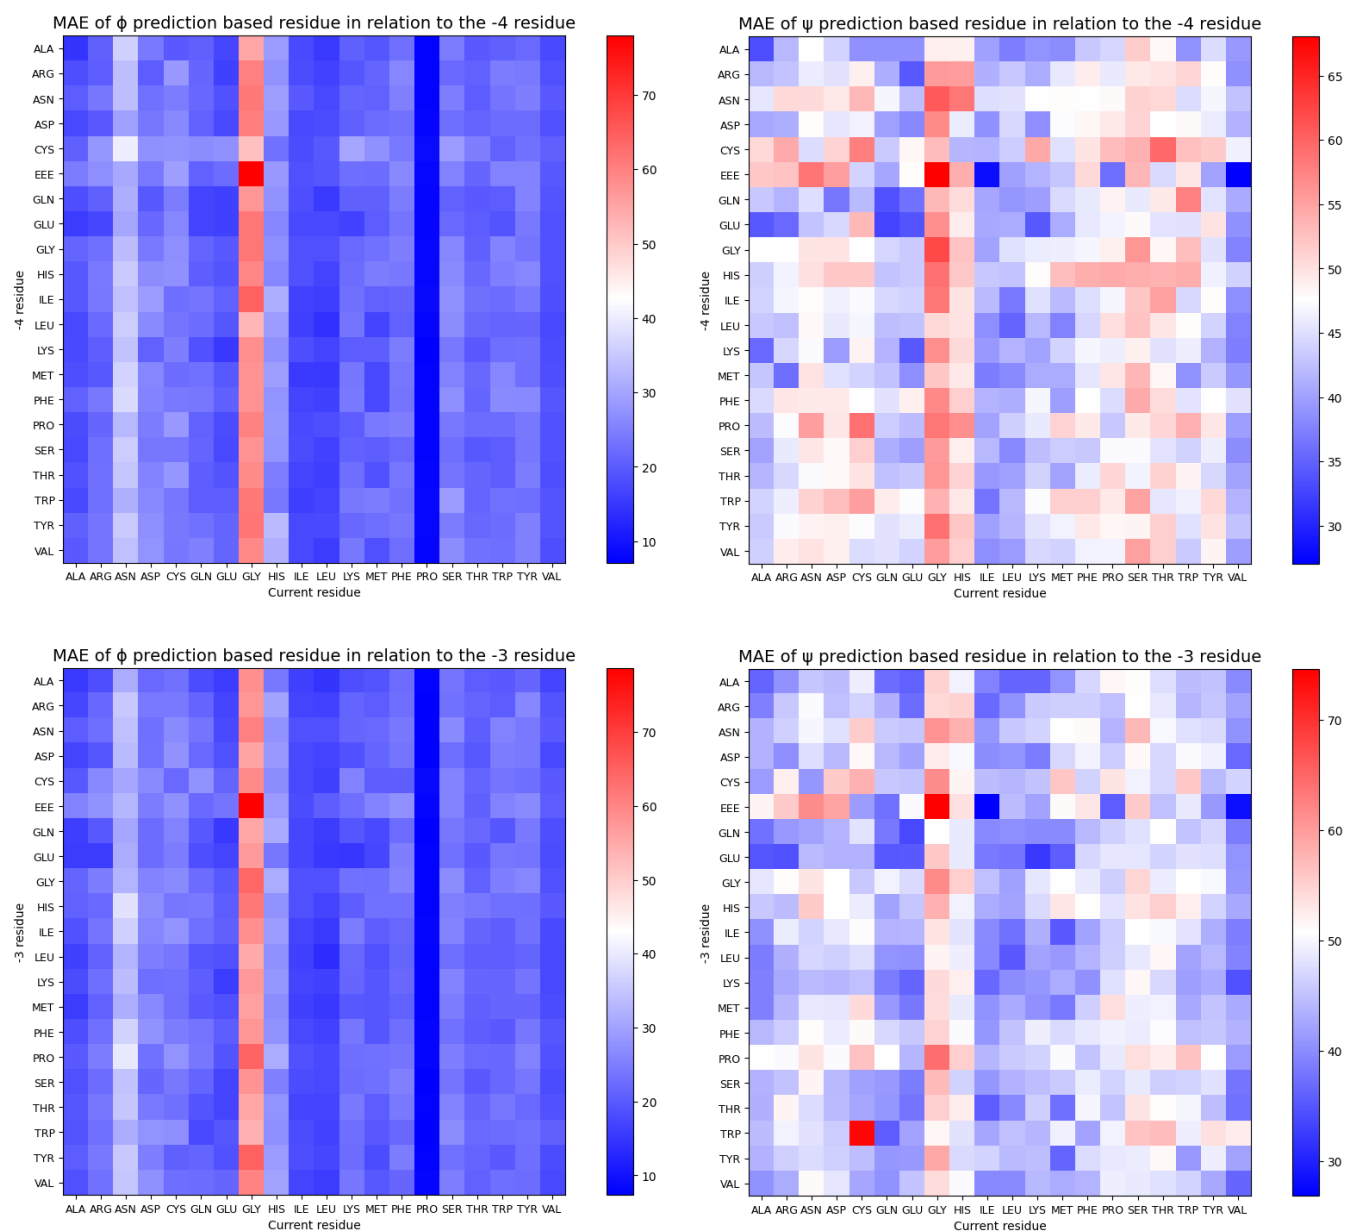 MAE of ϕ prediction based residue in relation to the -4 residue
ALA
ARG
ASN
ASP
CYS
EEE
GLN
GLU
GLY
HIS
ILE
LEU
LYS
MET
PHE
PRO
SER
THR
TRP
TYR
VAL
-4 residue
ALA ARG ASN ASP CYS GLN GLU GLY HIS ILE LEU LYS MET PHE PRO SER THR TRP TYR VAL
Current residue
70
60
50
40
30
20
10
MAE of ψ prediction based residue in relation to the -4 residue
ALA
ARG
ASN
ASP
CYS
EEE
GLN
GLU
GLY
HIS
ILE
LEU
LYS
MET
PHE
PRO
SER
THR
TRP
TYR
VAL
-4 residue
ALA ARG ASN ASP CYS GLN GLU GLY HIS ILE LEU LYS MET PHE PRO SER THR TRP TYR VAL
Current residue
65
60
55
50
45
40
35
30
MAE of ϕ prediction based residue in relation to the -3 residue
ALA
ARG
ASN
ASP
CYS
EEE
GLN
GLU
GLY
HIS
ILE
LEU
LYS
MET
PHE
PRO
SER
THR
TRP
TYR
VAL
-3 residue
ALA ARG ASN ASP CYS GLN GLU GLY HIS ILE LEU LYS MET PHE PRO SER THR TRP TYR VAL
Current residue
70
60
50
40
30
20
10
MAE of ψ prediction based residue in relation to the -3 residue
ALA
ARG
ASN
ASP
CYS
EEE
GLN
GLU
GLY
HIS
ILE
LEU
LYS
MET
PHE
PRO
SER
THR
TRP
TYR
VAL
-3 residue
ALA ARG ASN ASP CYS GLN GLU GLY HIS ILE LEU LYS MET PHE PRO SER THR TRP TYR VAL
Current residue
70
60
50
40
30